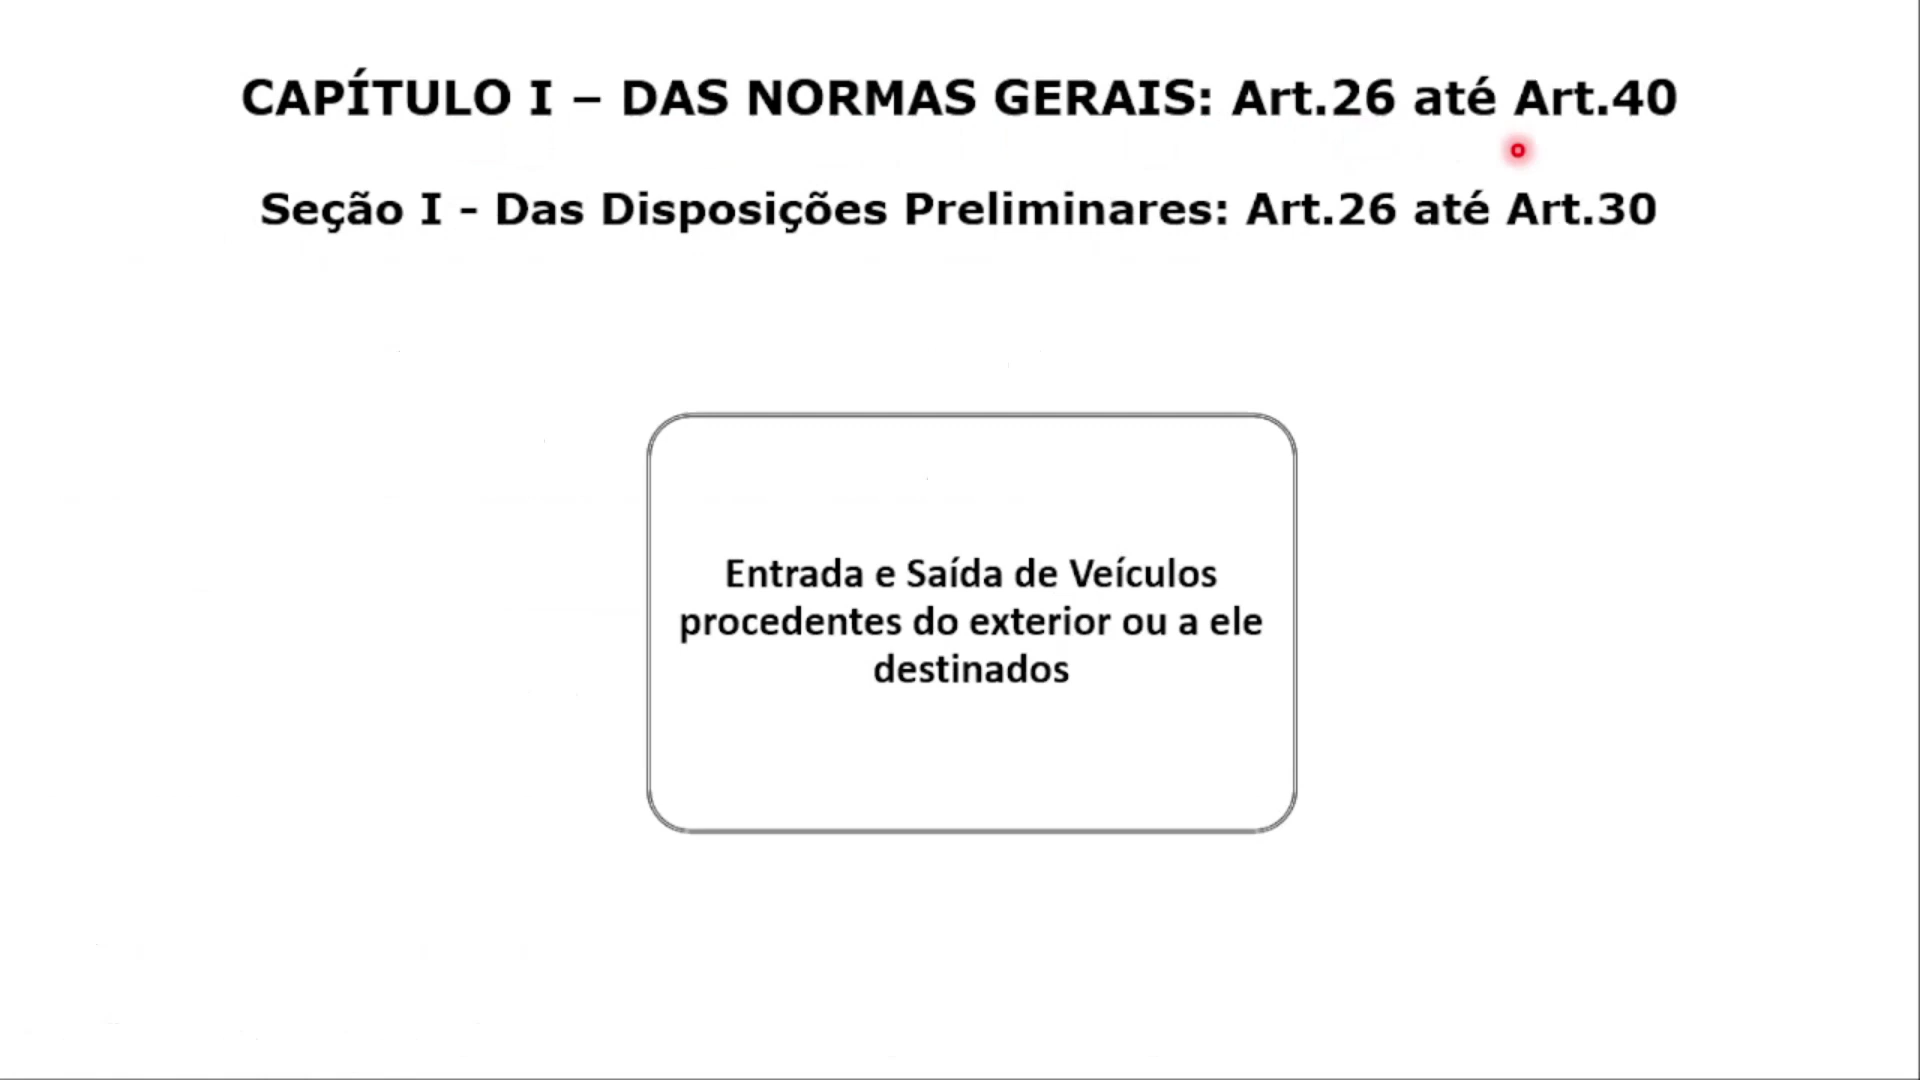 CAPÍTULO I – DAS NORMAS GERAIS: Art.26 até Art.40
Seção I - Das Disposições Preliminares: Art.26 até Art.30
Entrada e Saída de Veículos
procedentes do exterior ou a ele
destinados